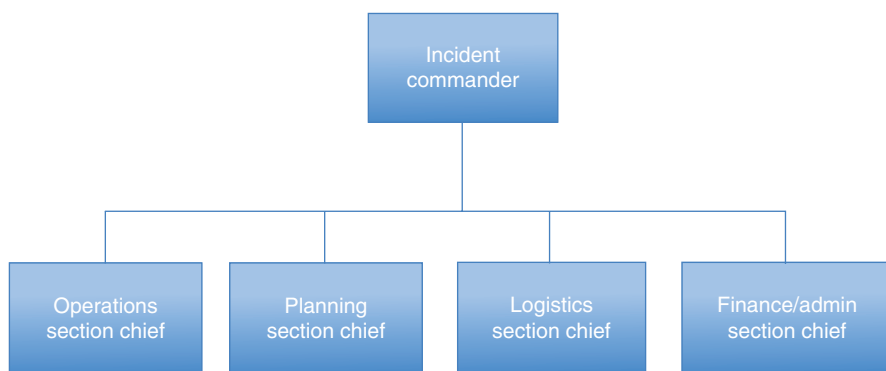 Incident
commander
Operations
section chief
Planning
section chief
Logistics
section chief
Finance/admin
section chief